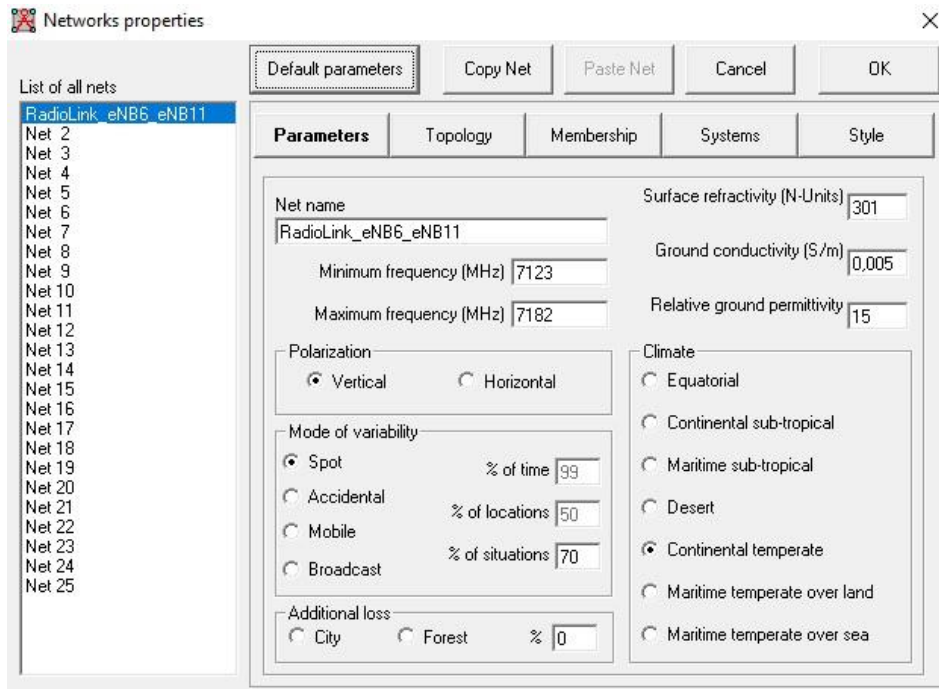 Networks properties
Default parameters Copy Net Paste Net Cancel OK
List of all nets
RadioLink_eNB6_eNB11
Net 2
Net 3
Net 4
Net 5
Net 6
Net 7
Net 8
Net 9
Net 10
Net 11
Net 12
Net 13
Net 14
Net 15
Net 16
Net 17
Net 18
Net 19
Net 20
Net 21
Net 22
Net 23
Net 24
Net 25
Parameters Topology Membership Systems Style
Net name
RadioLink_eNB6_eNB11
Minimum frequency (MHz) 7123
Maximum frequency (MHz) 7182
Surface refractivity (N-Units) 301
Ground conductivity (S/m) 0,005
Relative ground permittivity 15
Polarization
Vertical Horizontal
Mode of variability
Spot % of time 99
Accidental % of locations 50
Mobile % of situations 70
Broadcast
Additional loss
City Forest % 0
Climate
Equatorial
Continental sub-tropical
Maritime sub-tropical
Desert
Continental temperate
Maritime temperate over land
Maritime temperate over sea